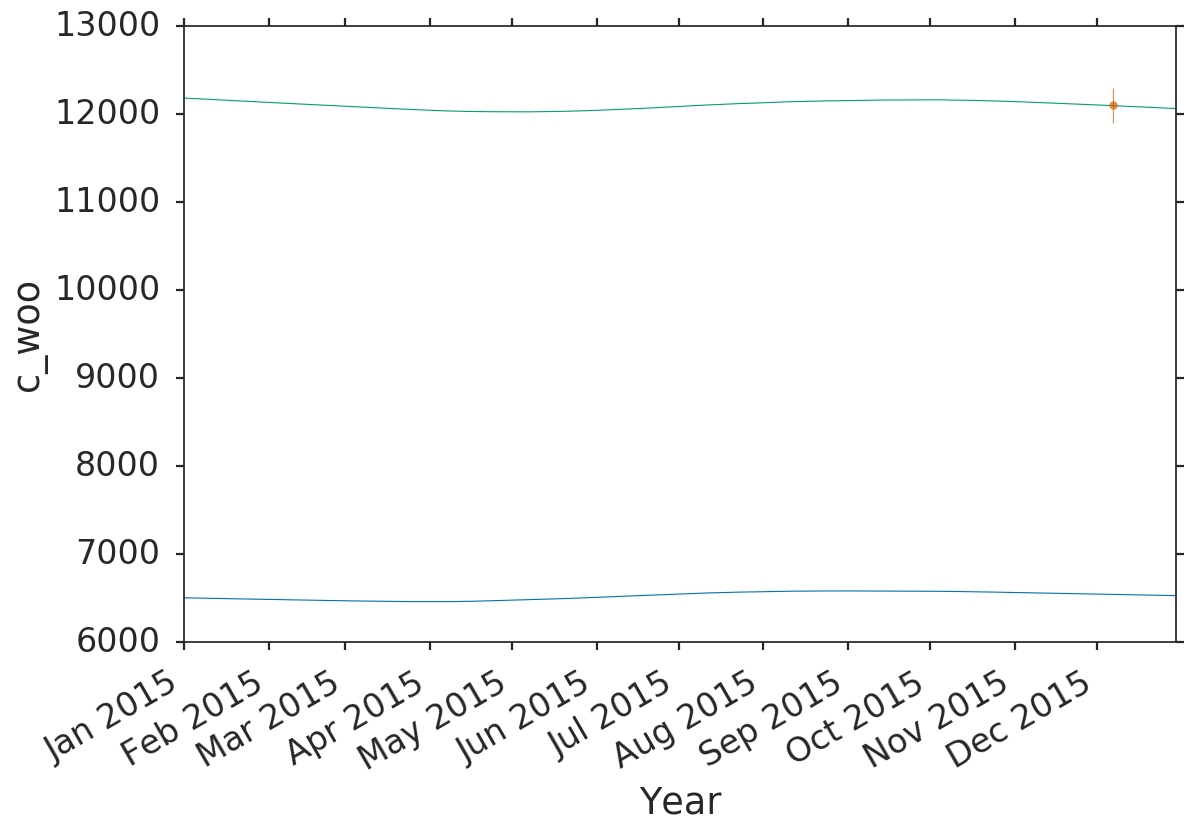 13000
12000
11000
10000
9000
8000
7000
6000
c_woo
Jan 2015
Feb 2015
Mar 2015
Apr 2015
May 2015
Jun 2015
Jul 2015
Aug 2015
Sep 2015
Oct 2015
Nov 2015
Dec 2015
Year